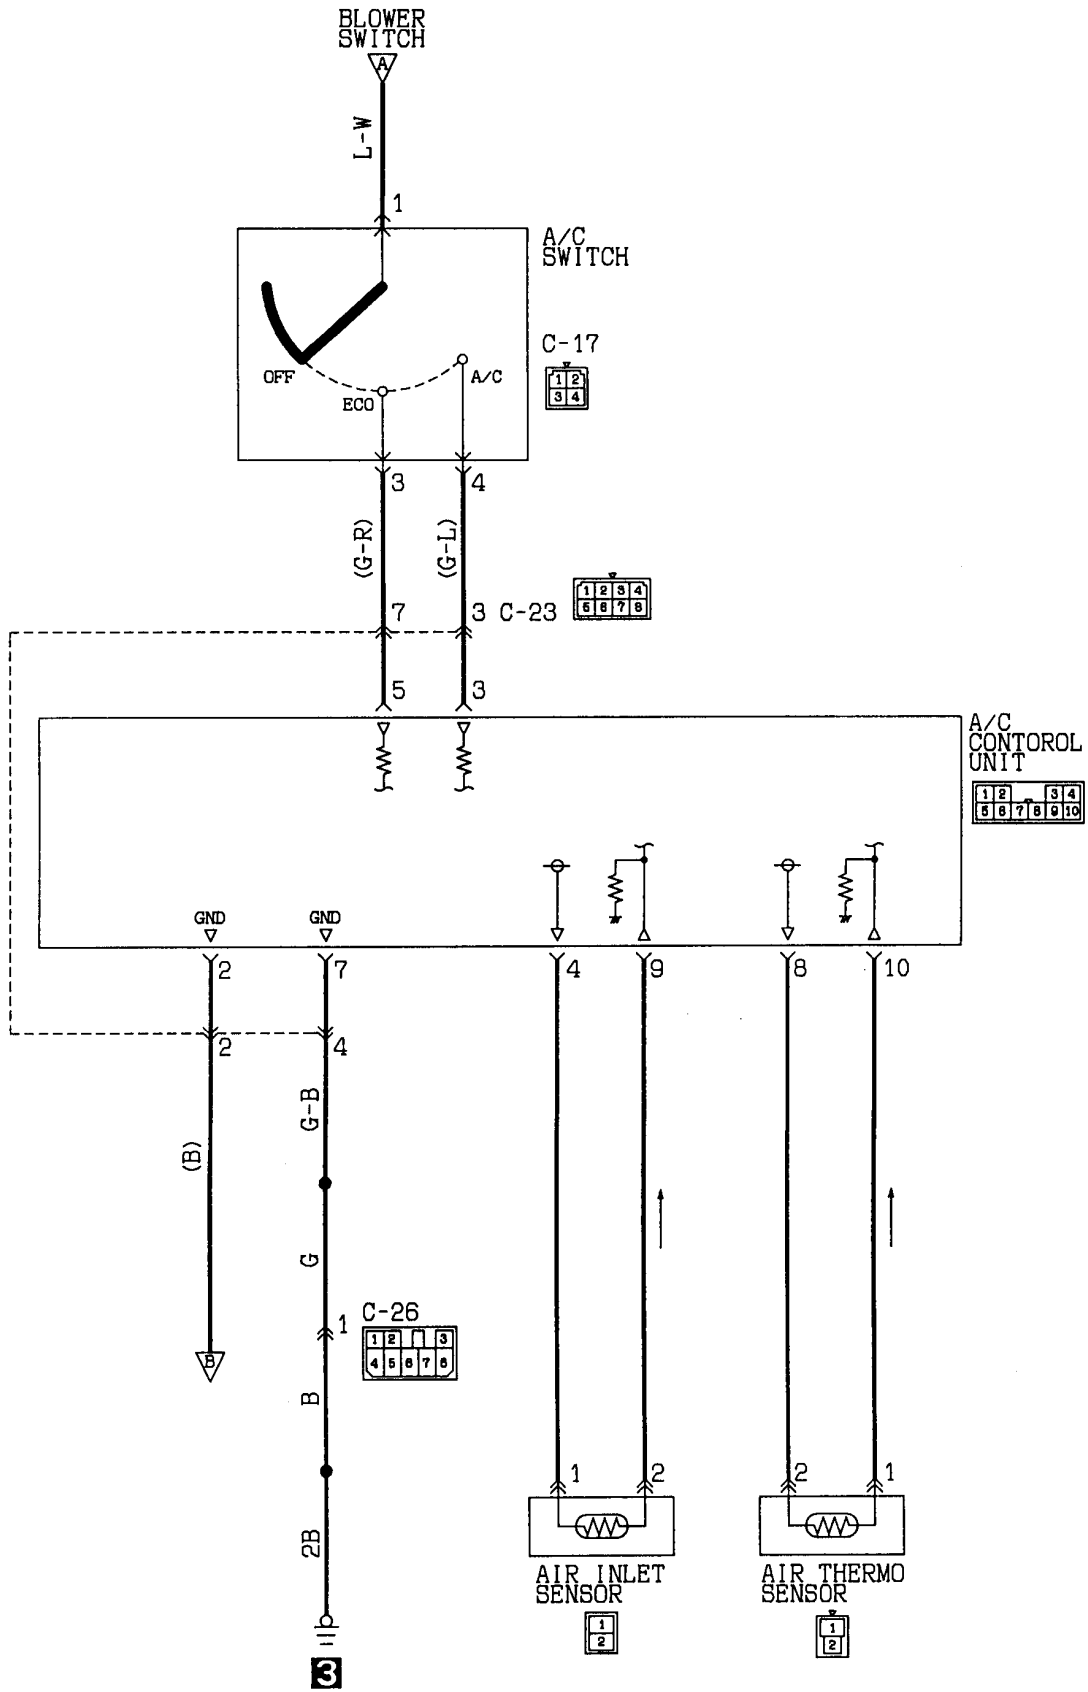 BLOWER
SWITCH
A
L-W
1
A/C
SWITCH
OFF
ECO
A/C
C-17
1 2
3 4
3
4
(G-R)
(G-L)
7
3
C-23
1 2 3 4
5 6 7 8
5
3
A/C
CONTOROL
UNIT
1 2 3 4
5 6 7 8 9 10
GND
GND
2
7
4
9
8
10
2
4
G-B
(B)
G
C-26
1
1 2 3
4 5 6 7 8
B
B
1
2
2
1
2B
AIR INLET
SENSOR
AIR THERMO
SENSOR
1
2
1
2
3